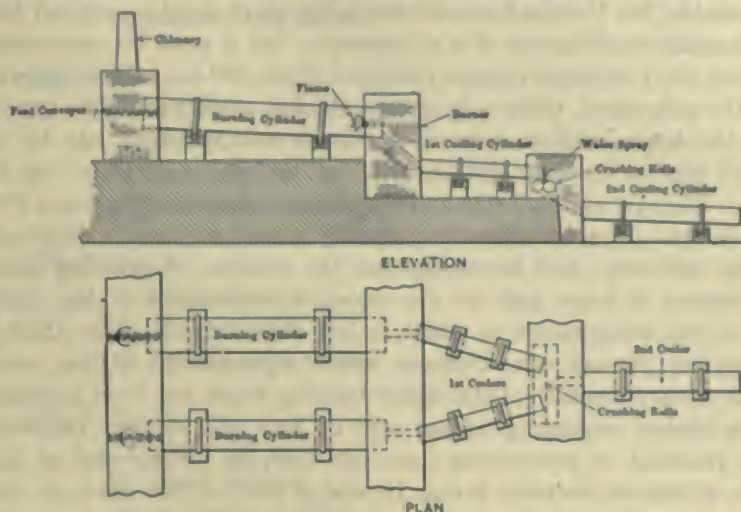 Chimney
Fuel Conveyor
Burning Cylinder
Flame
Burner
1st Cooling Cylinder
Water Spray
Crushing Rolls
2nd Cooling Cylinder
ELEVATION
Burning Cylinder
1st Coolers
2nd Cooler
Crushing Rolls
Burning Cylinder
PLAN